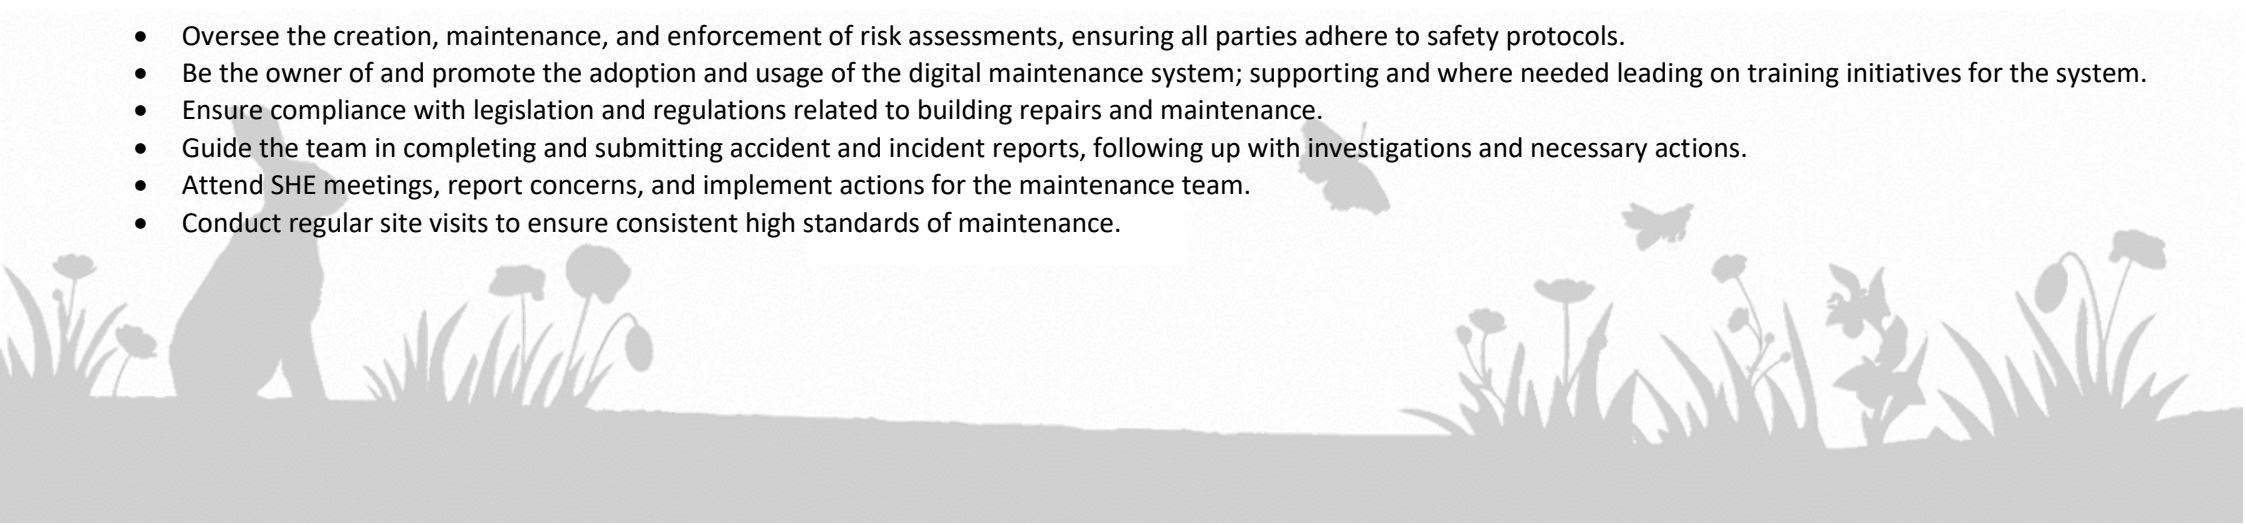 • Oversee the creation, maintenance, and enforcement of risk assessments, ensuring all parties adhere to safety protocols.
• Be the owner of and promote the adoption and usage of the digital maintenance system; supporting and where needed leading on training initiatives for the system.
• Ensure compliance with legislation and regulations related to building repairs and maintenance.
• Guide the team in completing and submitting accident and incident reports, following up with investigations and necessary actions.
• Attend SHE meetings, report concerns, and implement actions for the maintenance team.
• Conduct regular site visits to ensure consistent high standards of maintenance.